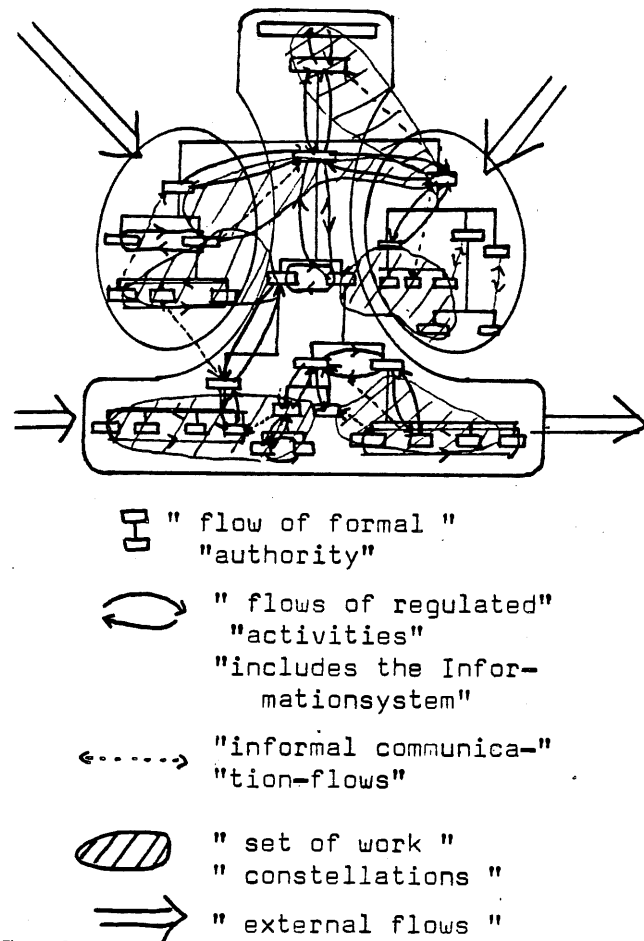 " flow of formal "
"authority"
" flows of regulated"
"activities"
"includes the Infor-
mationsystem"
"informal communica-"
"tion-flows"
" set of work "
" constellations "
" external flows "